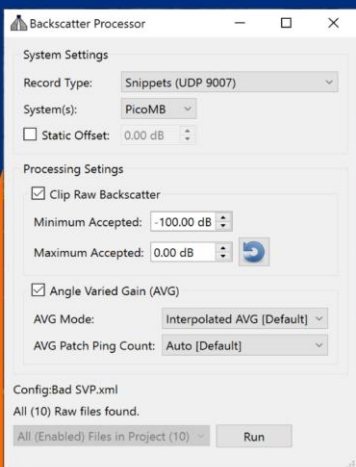 Backscatter Processor
System Settings
Record Type: Snippets (UDP 9007)
System(s): PicoMB
Static Offset: 0.00 dB
Processing Setings
Clip Raw Backscatter
Minimum Accepted: -100.00 dB
Maximum Accepted: 0.00 dB
Angle Varied Gain (AVG)
AVG Mode: Interpolated AVG [Default]
AVG Patch Ping Count: Auto [Default]
Config:Bad SVP.xml
All (10) Raw files found.
All (Enabled) Files in Project (10) Run